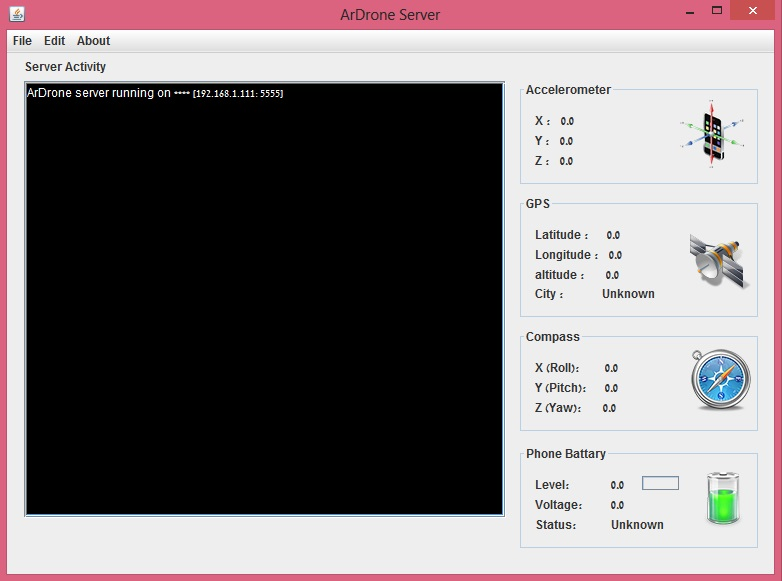 ArDrone Server
File Edit About
Server Activity
ArDrone server running on **** [192.168.1.111: 5555]
Accelerometer
X : 0.0
Y : 0.0
Z : 0.0
GPS
Latitude : 0.0
Longitude : 0.0
altitude : 0.0
City : Unknown
Compass
X (Roll): 0.0
Y (Pitch): 0.0
Z (Yaw): 0.0
Phone Battary
Level: 0.0
Voltage: 0.0
Status: Unknown